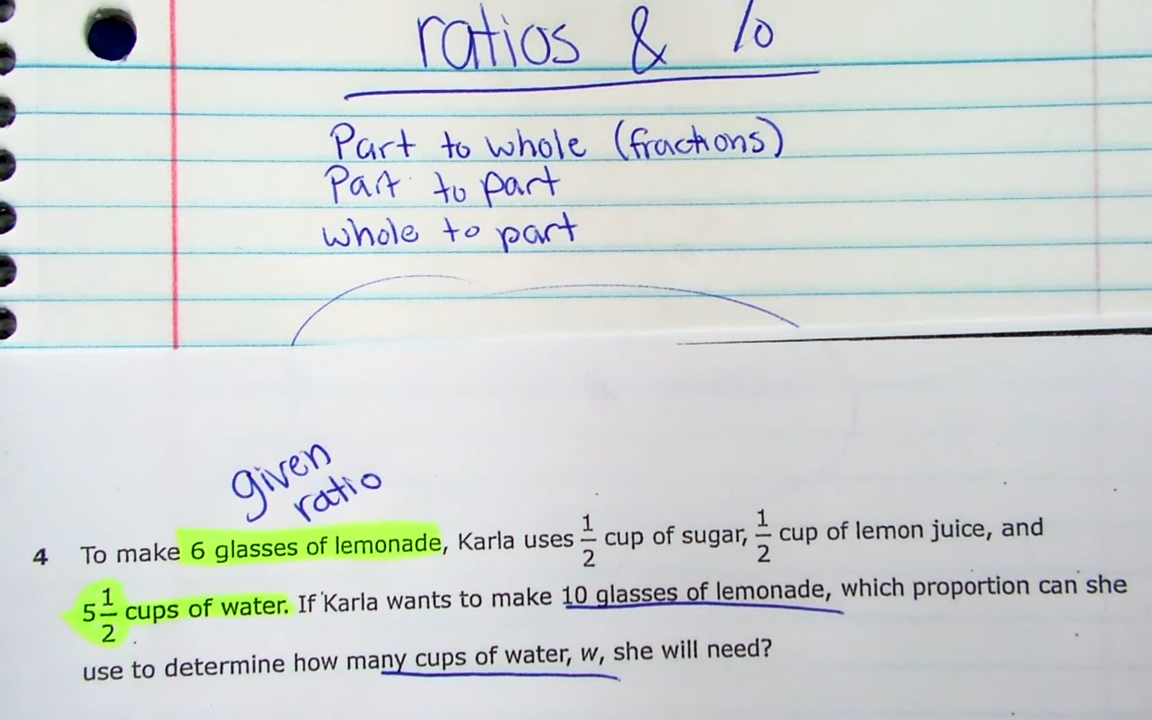 ratios & %
Part to whole (fractions)
Part to part
whole to part
given
ratio
4 To make 6 glasses of lemonade, Karla uses 1/2 cup of sugar, 1/2 cup of lemon juice, and
5 1/2 cups of water. If Karla wants to make 10 glasses of lemonade, which proportion can she
use to determine how many cups of water, w, she will need?